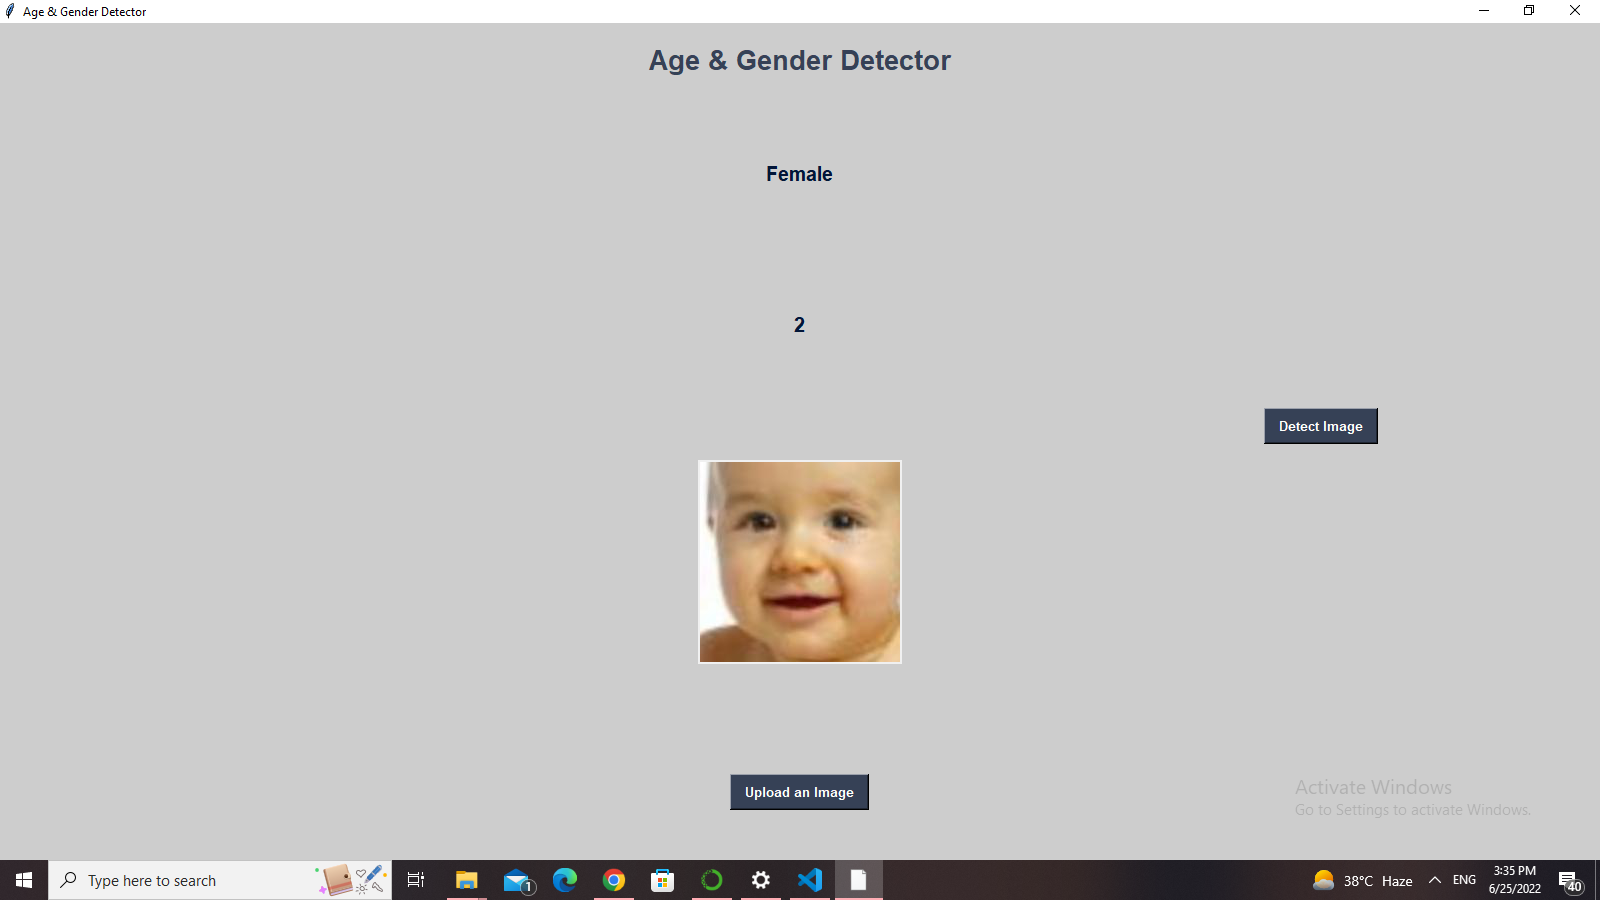 Age & Gender Detector
Age & Gender Detector
Female
2
Detect Image
Upload an Image
Activate Windows
Go to Settings to activate Windows.
Type here to search
1
38°C Haze
ENG
3:35 PM
6/25/2022
40